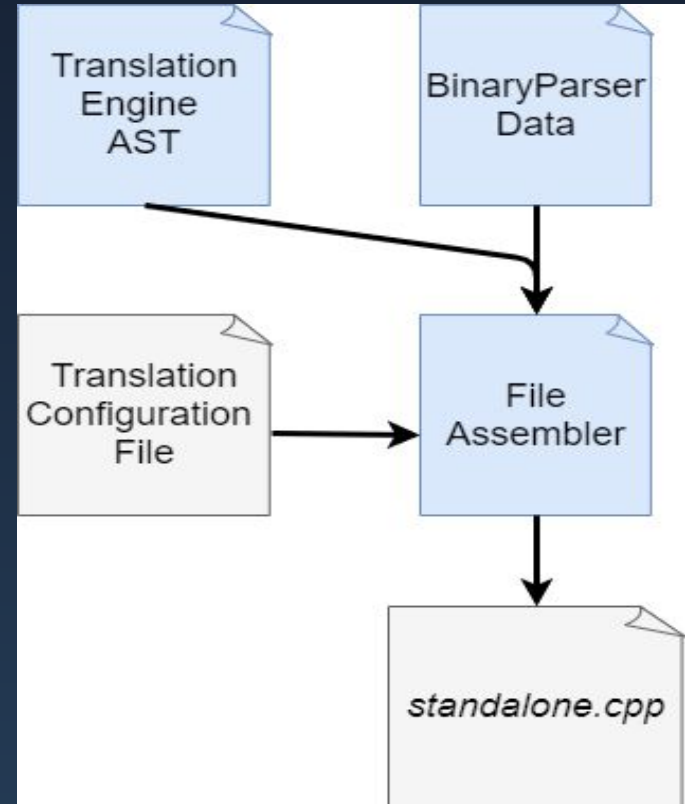 Translation
Engine
AST
BinaryParser
Data
Translation
Configuration
File
File
Assembler
standalone.cpp